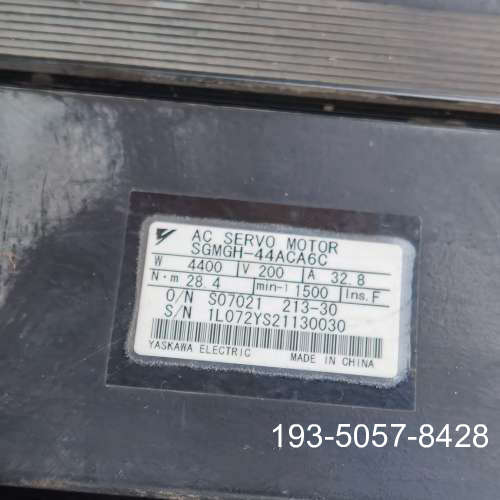 AC SERVO MOTOR
SGMGH-44ACA6C
W 4400 V 200 A 32.8
N·m 28.4 min-1 1500 Ins. F
O/N S07021 213-30
S/N 1L072YS21130030
YASKAWA ELECTRIC MADE IN CHINA
193-5057-8428